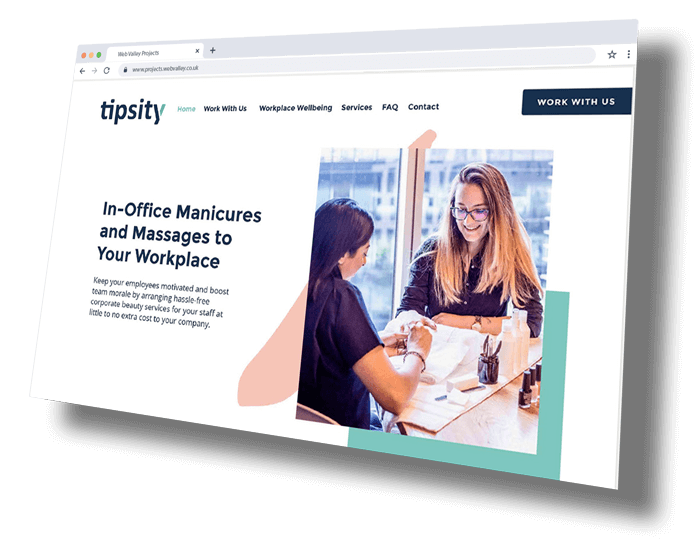 Web Valley Projects
www.projects.webvalley.co.uk
tipsity Home Work With Us Workplace Wellbeing Services FAQ Contact WORK WITH US
In-Office Manicures
and Massages to
Your Workplace
Keep your employees motivated and boost
team morale by arranging hassle-free
corporate beauty services for your staff at
little to no extra cost to your company.